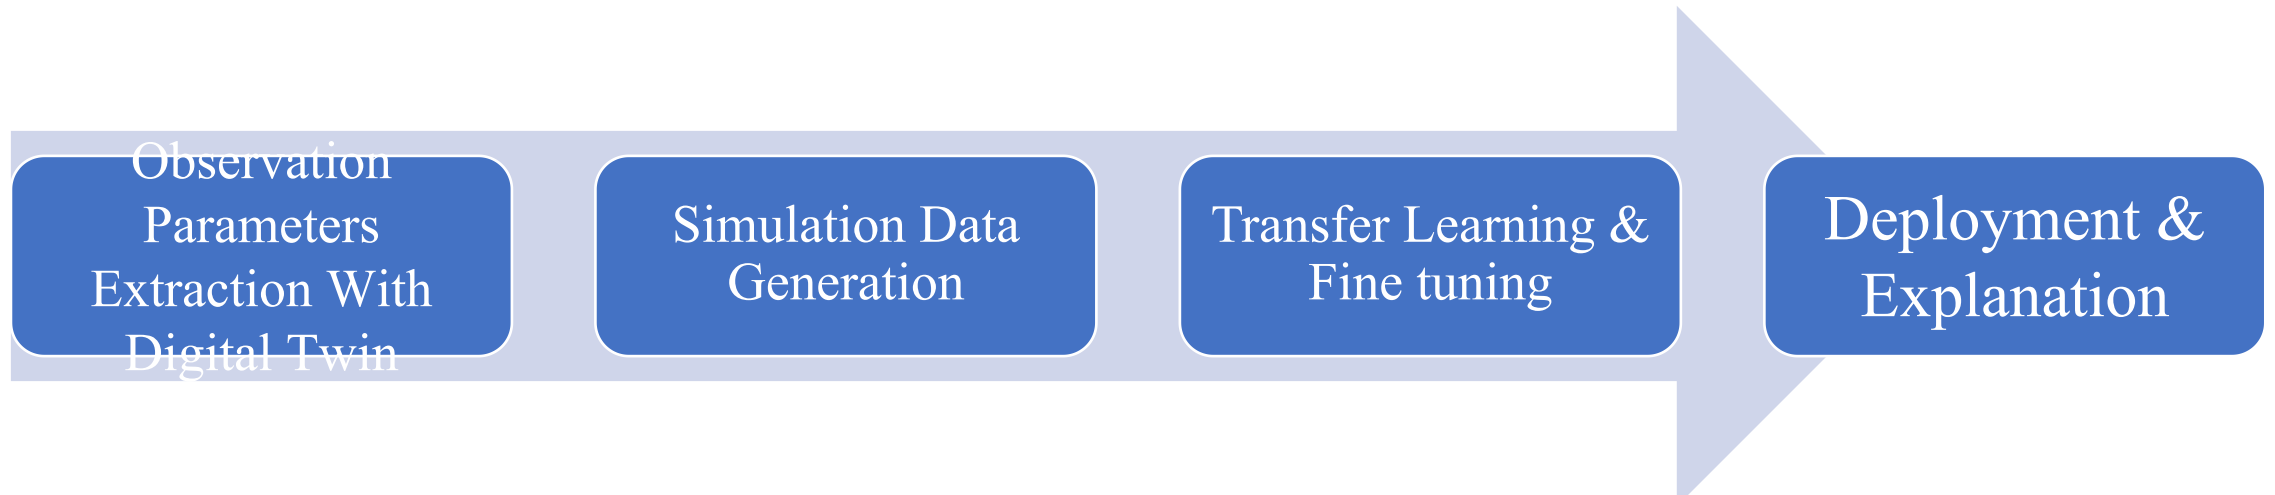 Observation
Parameters
Extraction With
Digital Twin
Simulation Data
Generation
Transfer Learning &
Fine tuning
Deployment &
Explanation